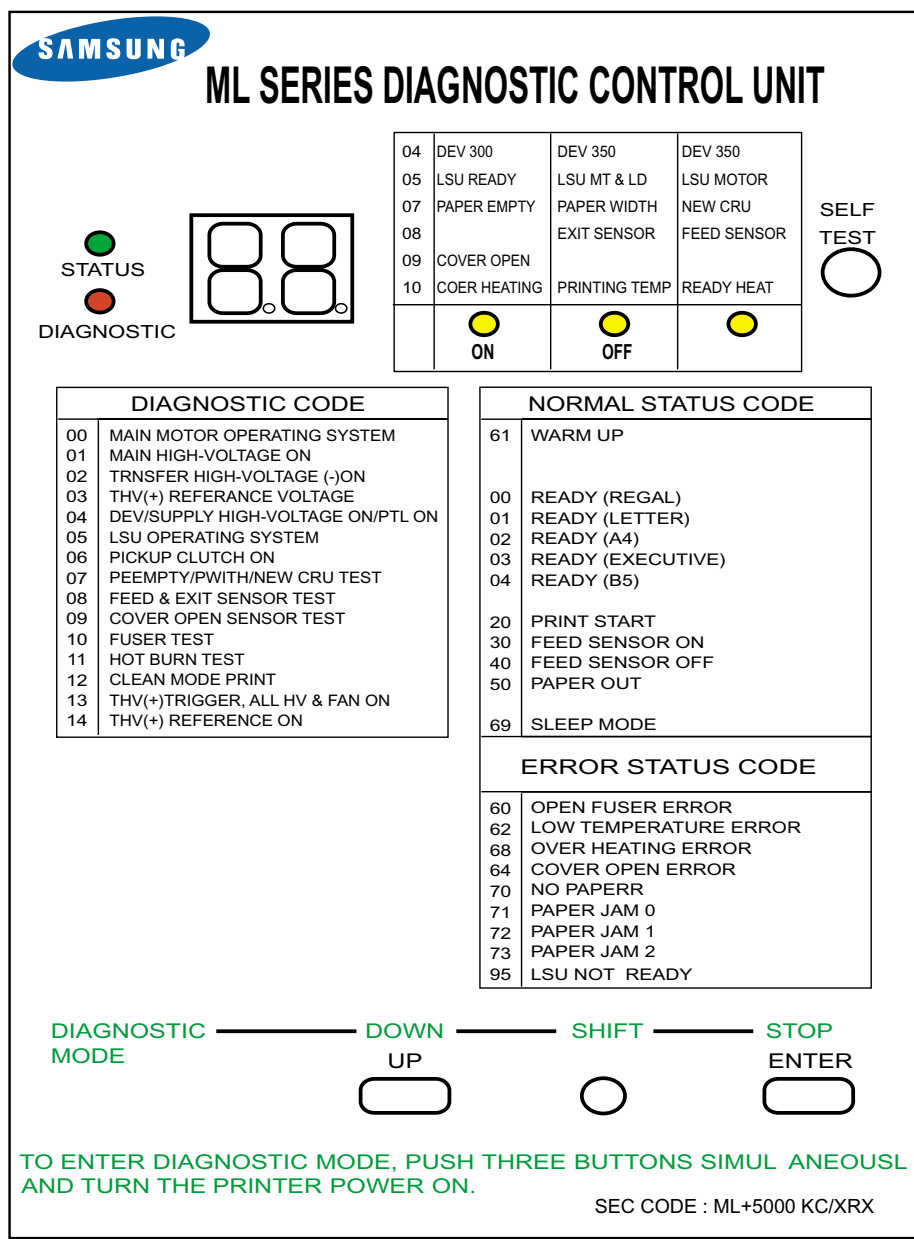 SAMSUNG
ML SERIES DIAGNOSTIC CONTROL UNIT
04 DEV 300 DEV 350 DEV 350
05 LSU READY LSU MT & LD LSU MOTOR
07 PAPER EMPTY PAPER WIDTH NEW CRU
08 EXIT SENSOR FEED SENSOR
09 COVER OPEN
10 COER HEATING PRINTING TEMP READY HEAT
ON OFF
SELF
TEST
88
STATUS
DIAGNOSTIC
DIAGNOSTIC CODE
00 MAIN MOTOR OPERATING SYSTEM
01 MAIN HIGH-VOLTAGE ON
02 TRNSFER HIGH-VOLTAGE (-)ON
03 THV(+) REFERANCE VOLTAGE
04 DEV/SUPPLY HIGH-VOLTAGE ON/PTL ON
05 LSU OPERATING SYSTEM
06 PICKUP CLUTCH ON
07 PEEMPTY/PWITH/NEW CRU TEST
08 FEED & EXIT SENSOR TEST
09 COVER OPEN SENSOR TEST
10 FUSER TEST
11 HOT BURN TEST
12 CLEAN MODE PRINT
13 THV(+)TRIGGER, ALL HV & FAN ON
14 THV(+) REFERENCE ON
NORMAL STATUS CODE
61 WARM UP
00 READY (REGAL)
01 READY (LETTER)
02 READY (A4)
03 READY (EXECUTIVE)
04 READY (B5)
20 PRINT START
30 FEED SENSOR ON
40 FEED SENSOR OFF
50 PAPER OUT
69 SLEEP MODE
ERROR STATUS CODE
60 OPEN FUSER ERROR
62 LOW TEMPERATURE ERROR
68 OVER HEATING ERROR
64 COVER OPEN ERROR
70 NO PAPERR
71 PAPER JAM 0
72 PAPER JAM 1
73 PAPER JAM 2
95 LSU NOT READY
DIAGNOSTIC DOWN SHIFT STOP
MODE UP ENTER
TO ENTER DIAGNOSTIC MODE, PUSH THREE BUTTONS SIMUL ANEOUSL
AND TURN THE PRINTER POWER ON.
SEC CODE : ML+5000 KC/XRX